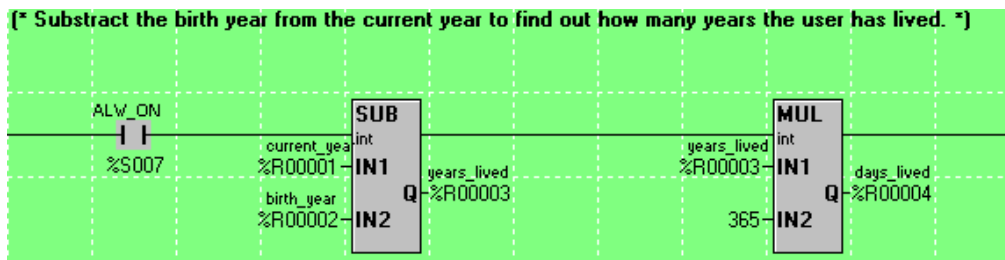 (* Substract the birth year from the current year to find out how many years the user has lived. *)
ALW_ON
%S007
SUB
int
current_yea
%R00001
IN1
years_lived
Q
%R00003
birth_year
%R00002
IN2
MUL
int
years_lived
%R00003
IN1
days_lived
Q
%R00004
365
IN2